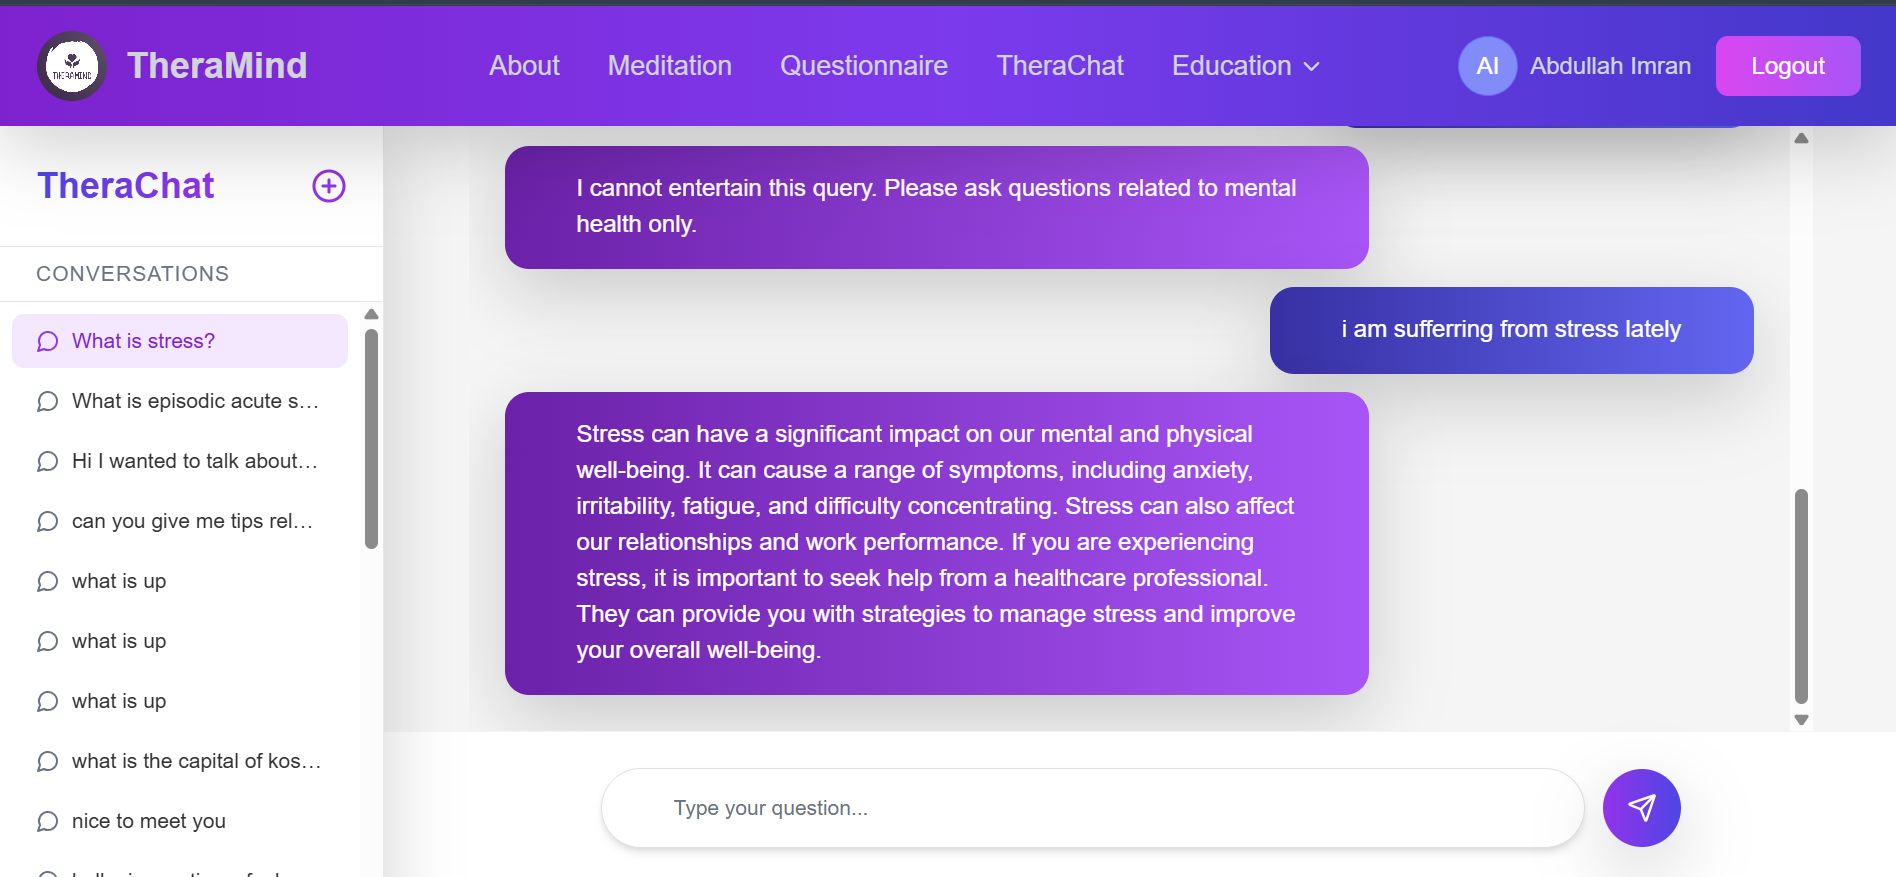 THERAMIND
TheraMind
About
Meditation
Questionnaire
TheraChat
Education
AI
Abdullah Imran
Logout
TheraChat
CONVERSATIONS
What is stress?
What is episodic acute s...
Hi I wanted to talk about...
can you give me tips rel...
what is up
what is up
what is up
what is the capital of kos...
nice to meet you
I cannot entertain this query. Please ask questions related to mental
health only.
i am sufferring from stress lately
Stress can have a significant impact on our mental and physical
well-being. It can cause a range of symptoms, including anxiety,
irritability, fatigue, and difficulty concentrating. Stress can also affect
our relationships and work performance. If you are experiencing
stress, it is important to seek help from a healthcare professional.
They can provide you with strategies to manage stress and improve
your overall well-being.
Type your question...